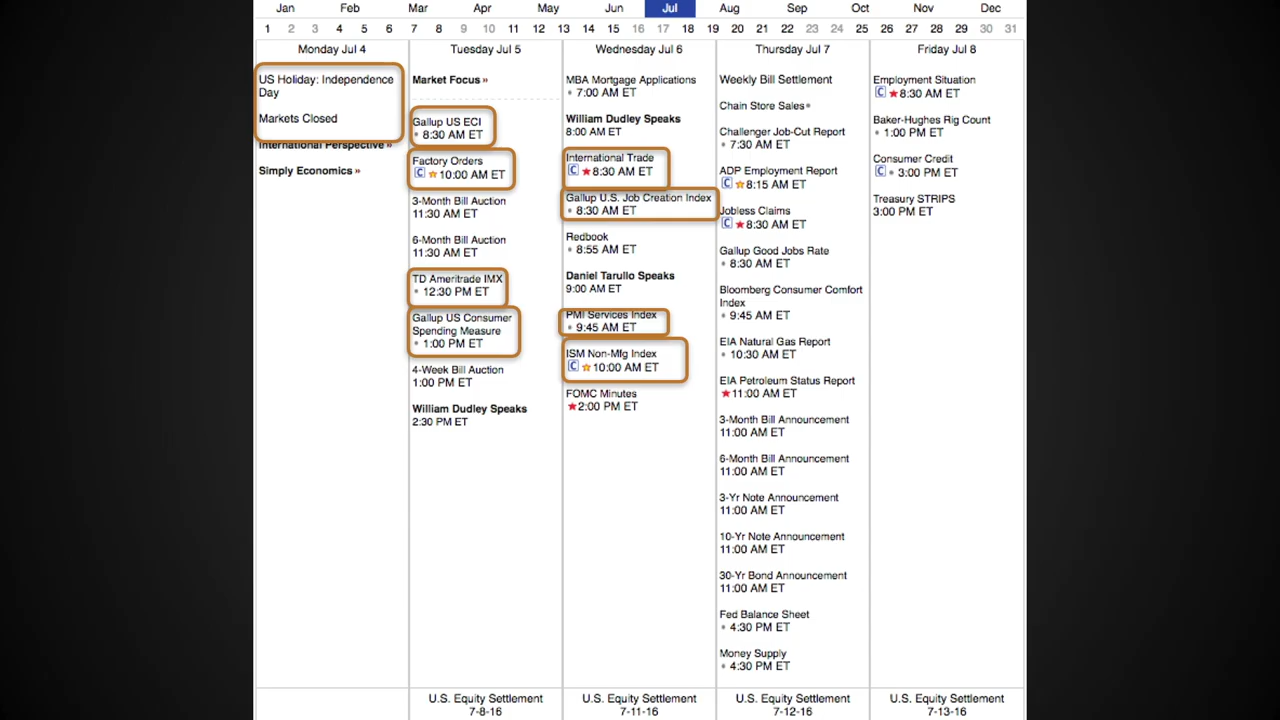 Jan Feb Mar Apr May Jun Jul Aug Sep Oct Nov Dec
1 2 3 4 5 6 7 8 9 10 11 12 13 14 15 16 17 18 19 20 21 22 23 24 25 26 27 28 29 30 31
Monday Jul 4
US Holiday: Independence
Day
Markets Closed
International Perspective »
Simply Economics »
Tuesday Jul 5
Market Focus »
Gallup US ECI
8:30 AM ET
Factory Orders
C ★10:00 AM ET
3-Month Bill Auction
11:30 AM ET
6-Month Bill Auction
11:30 AM ET
TD Ameritrade IMX
12:30 PM ET
Gallup US Consumer
Spending Measure
1:00 PM ET
4-Week Bill Auction
1:00 PM ET
William Dudley Speaks
2:30 PM ET
U.S. Equity Settlement
7-8-16
Wednesday Jul 6
MBA Mortgage Applications
7:00 AM ET
William Dudley Speaks
8:00 AM ET
International Trade
C ★8:30 AM ET
Gallup U.S. Job Creation Index
8:30 AM ET
Redbook
8:55 AM ET
Daniel Tarullo Speaks
9:00 AM ET
PMI Services Index
9:45 AM ET
ISM Non-Mfg Index
C ★10:00 AM ET
FOMC Minutes
★2:00 PM ET
U.S. Equity Settlement
7-11-16
Thursday Jul 7
Weekly Bill Settlement
Chain Store Sales
Challenger Job-Cut Report
7:30 AM ET
ADP Employment Report
C ★8:15 AM ET
Jobless Claims
C ★8:30 AM ET
Gallup Good Jobs Rate
8:30 AM ET
Bloomberg Consumer Comfort
Index
9:45 AM ET
EIA Natural Gas Report
10:30 AM ET
EIA Petroleum Status Report
★11:00 AM ET
3-Month Bill Announcement
11:00 AM ET
6-Month Bill Announcement
11:00 AM ET
3-Yr Note Announcement
11:00 AM ET
10-Yr Note Announcement
11:00 AM ET
30-Yr Bond Announcement
11:00 AM ET
Fed Balance Sheet
4:30 PM ET
Money Supply
4:30 PM ET
U.S. Equity Settlement
7-12-16
Friday Jul 8
Employment Situation
C ★8:30 AM ET
Baker-Hughes Rig Count
1:00 PM ET
Consumer Credit
C 3:00 PM ET
Treasury STRIPS
3:00 PM ET
U.S. Equity Settlement
7-13-16